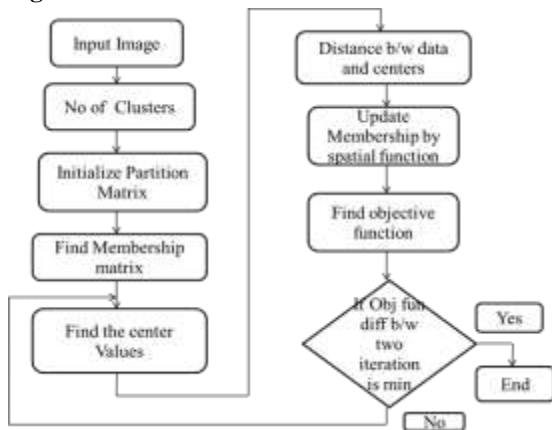 Input Image
No of Clusters
Initialize Partition
Matrix
Find Membership
matrix
Find the center
Values
Distance b/w data
and centers
Update
Membership by
spatial function
Find objective
function
If Obj fun
diff b/w
two
iteration
is min
Yes
End
No